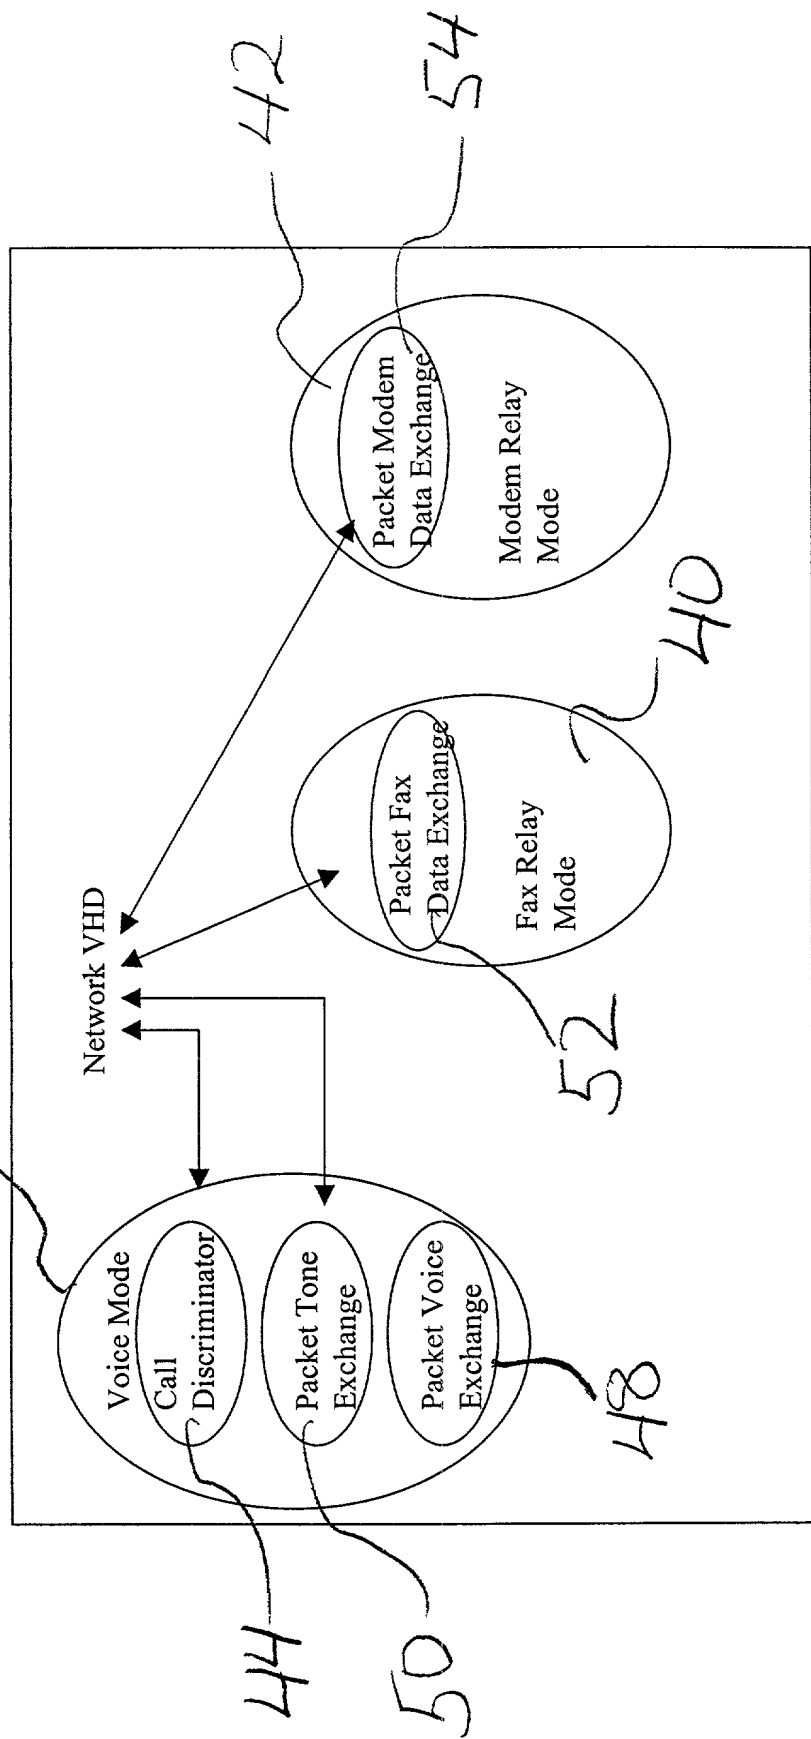 Network VHD
Voice Mode
Call
Discriminator
Packet Tone
Exchange
Packet Voice
Exchange
Packet Fax
Data Exchange
Fax Relay
Mode
Packet Modem
Data Exchange
Modem Relay
Mode
44
50
48
52
40
42
54